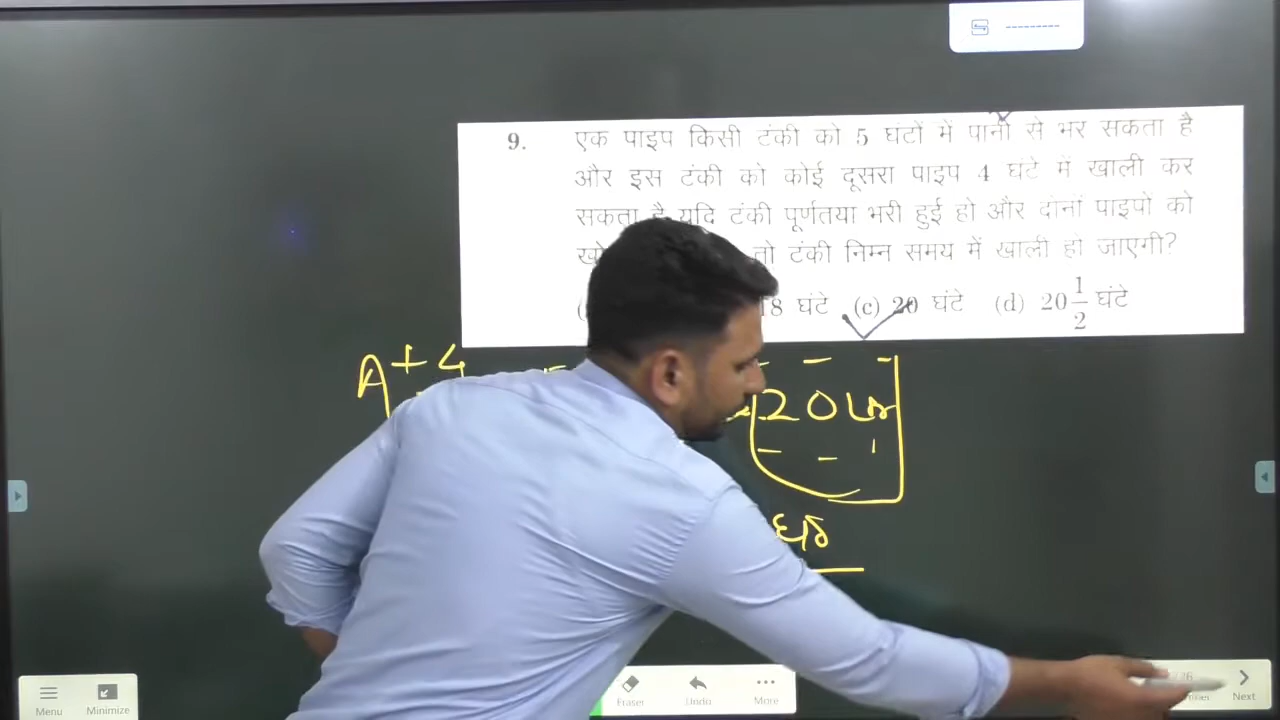 9. एक पाइप किसी टंकी को 5 घंटों में पानी से भर सकता है
और इस टंकी को कोई दूसरा पाइप 4 घंटे में खाली कर
सकता है यदि टंकी पूर्णतया भरी हुई हो और दोनों पाइपो को
तो टंकी निम्न समय में खाली हो जाएगी?
18 घंटे (c) 20 घंटे (d) 20 1/2 घंटे
A +4
20
Menu Minimize Eraser Undo More Next